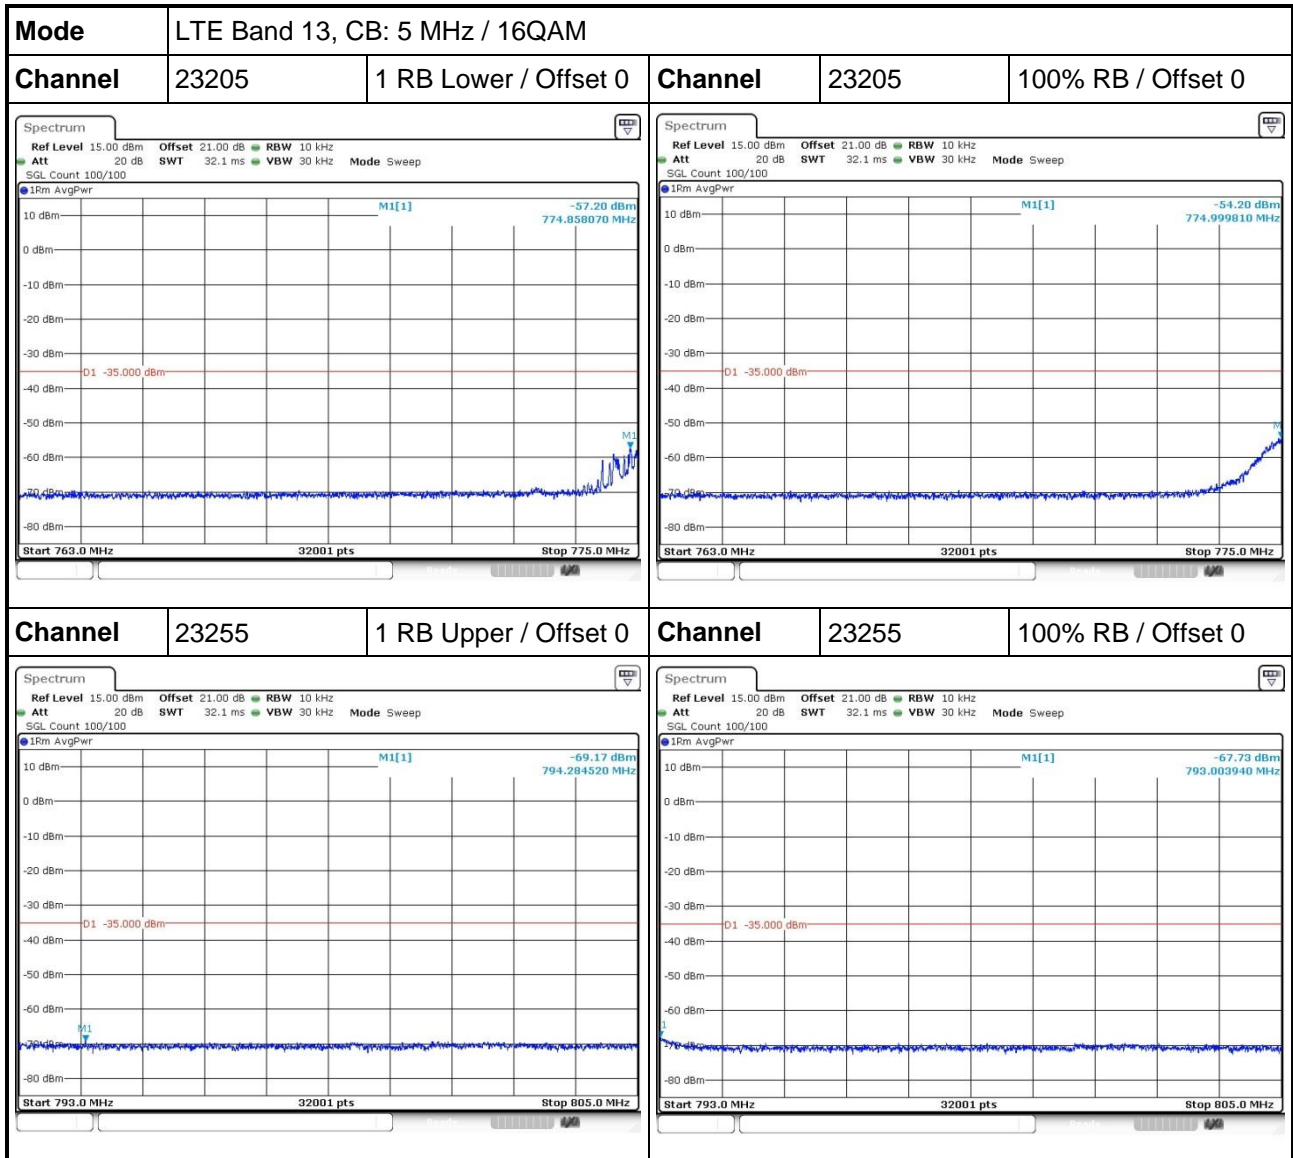 Mode LTE Band 13, CB: 5 MHz / 16QAM
Channel 23205 1 RB Lower / Offset 0 Channel 23205 100% RB / Offset 0
Spectrum
Ref Level 15.00 dBm Offset 21.00 dB RBW 10 kHz
Att 20 dB SWT 32.1 ms VBW 30 kHz Mode Sweep
SGL Count 100/100
1Rm AvgPwr
M1[1] -57.20 dBm
774.858070 MHz
10 dBm
0 dBm
-10 dBm
-20 dBm
-30 dBm
D1 -35.000 dBm
-40 dBm
-50 dBm
M1
-60 dBm
-70 dBm
-80 dBm
Start 763.0 MHz 32001 pts Stop 775.0 MHz
Spectrum
Ref Level 15.00 dBm Offset 21.00 dB RBW 10 kHz
Att 20 dB SWT 32.1 ms VBW 30 kHz Mode Sweep
SGL Count 100/100
1Rm AvgPwr
M1[1] -54.20 dBm
774.999810 MHz
10 dBm
0 dBm
-10 dBm
-20 dBm
-30 dBm
D1 -35.000 dBm
-40 dBm
-50 dBm
M
-60 dBm
-70 dBm
-80 dBm
Start 763.0 MHz 32001 pts Stop 775.0 MHz
Channel 23255 1 RB Upper / Offset 0 Channel 23255 100% RB / Offset 0
Spectrum
Ref Level 15.00 dBm Offset 21.00 dB RBW 10 kHz
Att 20 dB SWT 32.1 ms VBW 30 kHz Mode Sweep
SGL Count 100/100
1Rm AvgPwr
M1[1] -69.17 dBm
794.284520 MHz
10 dBm
0 dBm
-10 dBm
-20 dBm
-30 dBm
D1 -35.000 dBm
-40 dBm
-50 dBm
-60 dBm
M1
-70 dBm
-80 dBm
Start 793.0 MHz 32001 pts Stop 805.0 MHz
Spectrum
Ref Level 15.00 dBm Offset 21.00 dB RBW 10 kHz
Att 20 dB SWT 32.1 ms VBW 30 kHz Mode Sweep
SGL Count 100/100
1Rm AvgPwr
M1[1] -67.73 dBm
793.003940 MHz
10 dBm
0 dBm
-10 dBm
-20 dBm
-30 dBm
D1 -35.000 dBm
-40 dBm
-50 dBm
-60 dBm
1
-70 dBm
-80 dBm
Start 793.0 MHz 32001 pts Stop 805.0 MHz